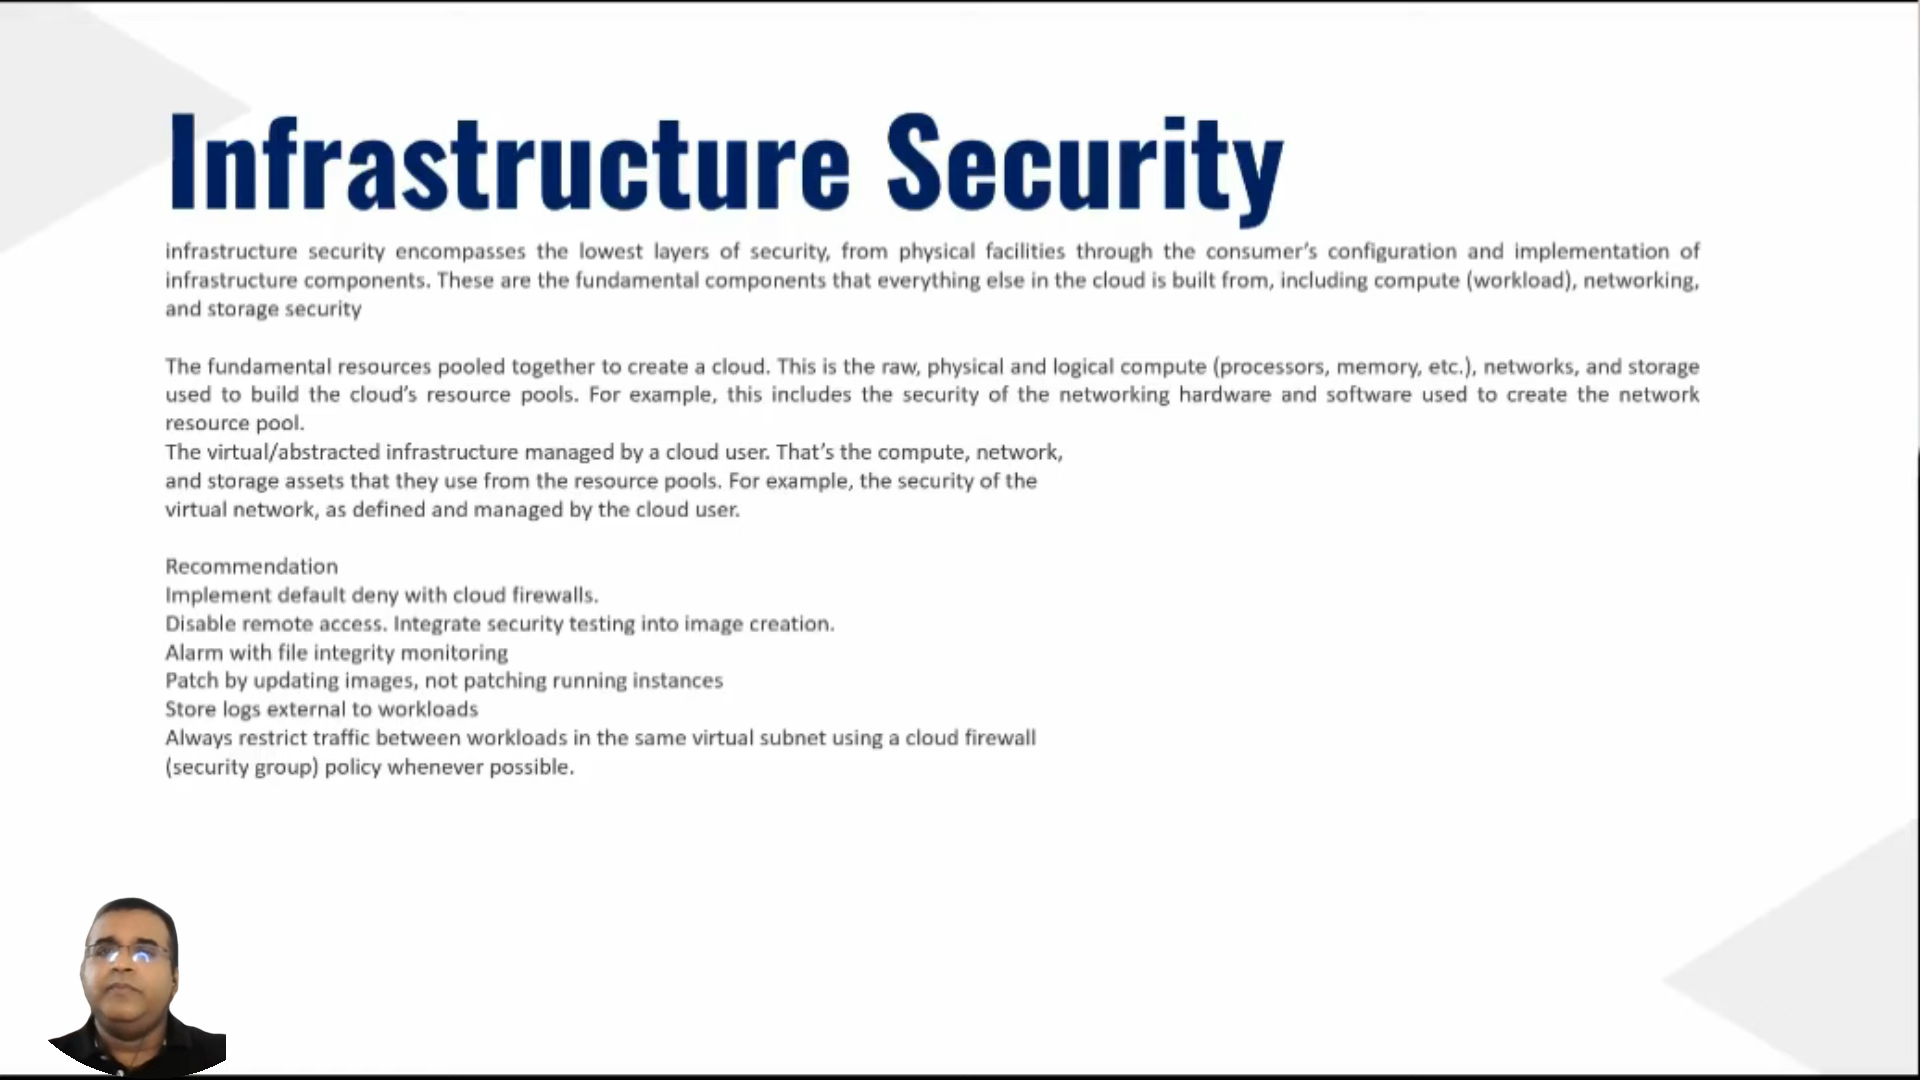 Infrastructure Security
infrastructure security encompasses the lowest layers of security, from physical facilities through the consumer’s configuration and implementation of
infrastructure components. These are the fundamental components that everything else in the cloud is built from, including compute (workload), networking,
and storage security
The fundamental resources pooled together to create a cloud. This is the raw, physical and logical compute (processors, memory, etc.), networks, and storage
used to build the cloud’s resource pools. For example, this includes the security of the networking hardware and software used to create the network
resource pool.
The virtual/abstracted infrastructure managed by a cloud user. That’s the compute, network,
and storage assets that they use from the resource pools. For example, the security of the
virtual network, as defined and managed by the cloud user.
Recommendation
Implement default deny with cloud firewalls.
Disable remote access. Integrate security testing into image creation.
Alarm with file integrity monitoring
Patch by updating images, not patching running instances
Store logs external to workloads
Always restrict traffic between workloads in the same virtual subnet using a cloud firewall
(security group) policy whenever possible.